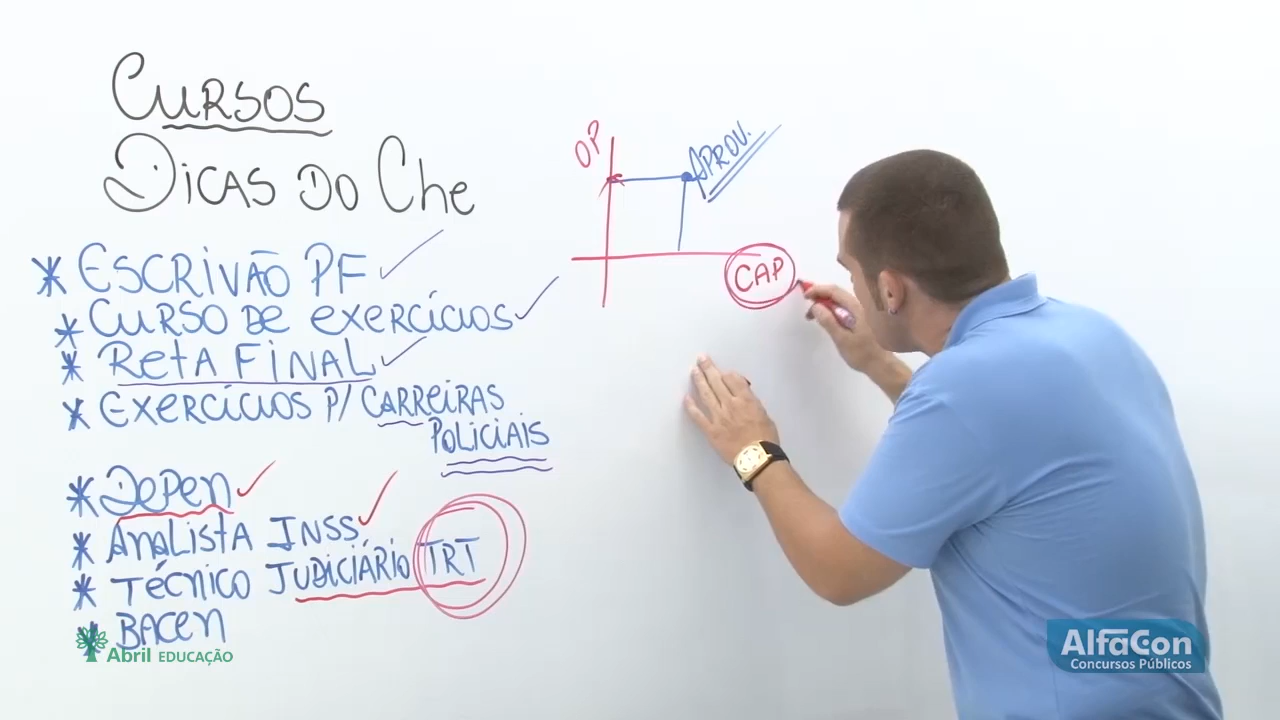 Cursos
Dicas do Che
* Escrivão PF
* Curso de exercícios
* Reta Final
* Exercícios p/ Carreiras
Policiais
* Depen
* Analista INSS
* Técnico Judiciário TRT
* Bacen
Abril EDUCAÇÃO
OP
Aprov.
CAP
AlfaCon
Concursos Públicos